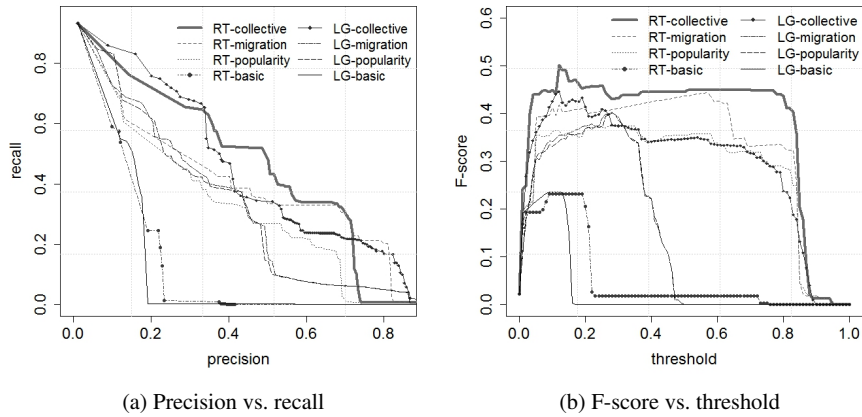 RT-collective
RT-migration
RT-popularity
RT-basic
LG-collective
LG-migration
LG-popularity
LG-basic
recall
0.0
0.2
0.4
0.6
0.8
0.0
0.2
0.4
0.6
0.8
precision
(a) Precision vs. recall
RT-collective
RT-migration
RT-popularity
RT-basic
LG-collective
LG-migration
LG-popularity
LG-basic
F-score
0.0
0.1
0.2
0.3
0.4
0.5
0.6
0.0
0.2
0.4
0.6
0.8
1.0
threshold
(b) F-score vs. threshold